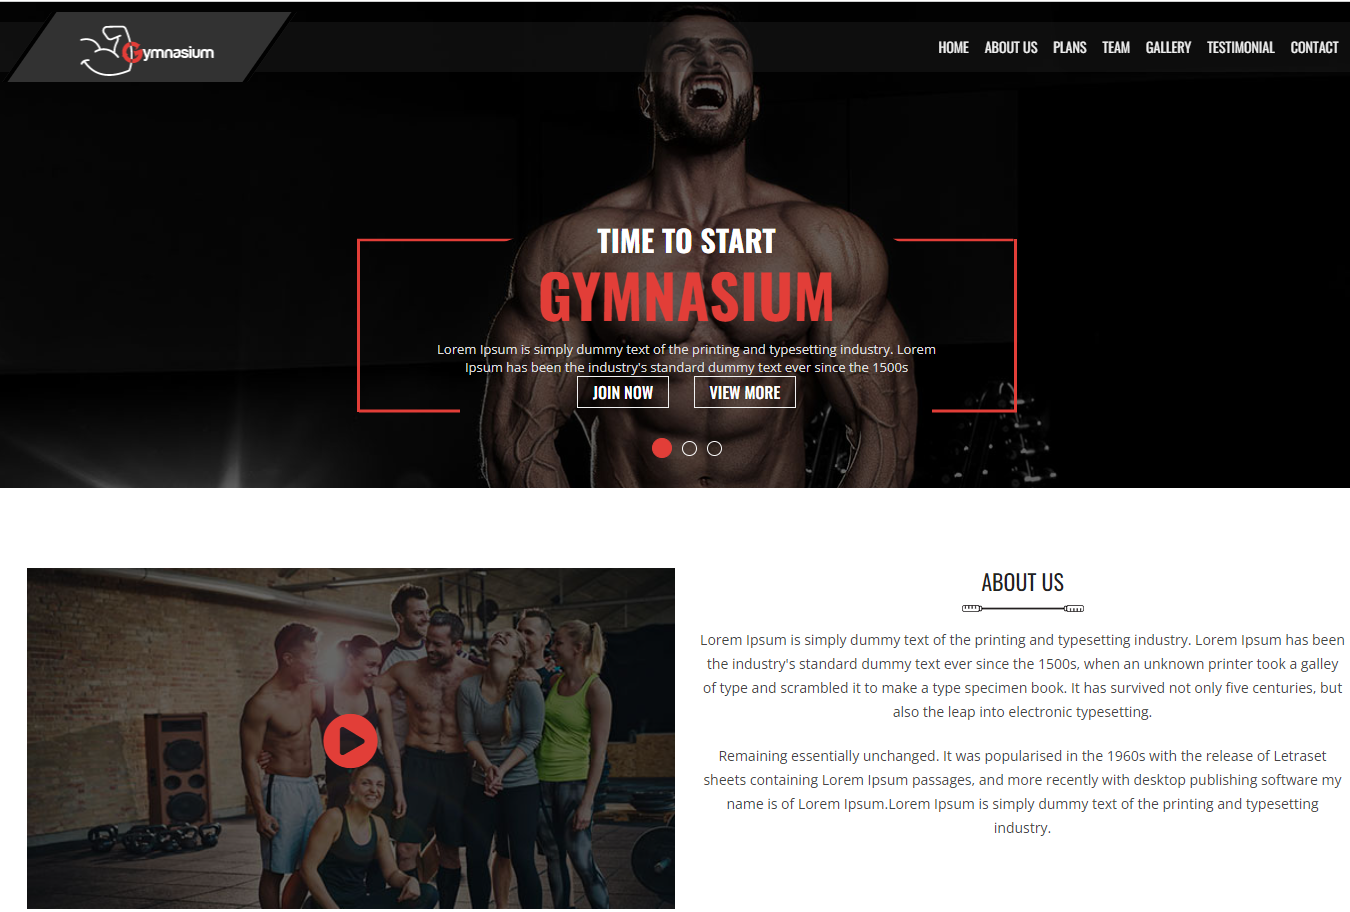 Gymnasium
HOME ABOUT US PLANS TEAM GALLERY TESTIMONIAL CONTACT
TIME TO START
GYMNASIUM
Lorem Ipsum is simply dummy text of the printing and typesetting industry. Lorem
Ipsum has been the industry's standard dummy text ever since the 1500s
JOIN NOW VIEW MORE
ABOUT US
Lorem Ipsum is simply dummy text of the printing and typesetting industry. Lorem Ipsum has been
the industry's standard dummy text ever since the 1500s, when an unknown printer took a galley
of type and scrambled it to make a type specimen book. It has survived not only five centuries, but
also the leap into electronic typesetting.
Remaining essentially unchanged. It was popularised in the 1960s with the release of Letraset
sheets containing Lorem Ipsum passages, and more recently with desktop publishing software my
name is of Lorem Ipsum.Lorem Ipsum is simply dummy text of the printing and typesetting
industry.